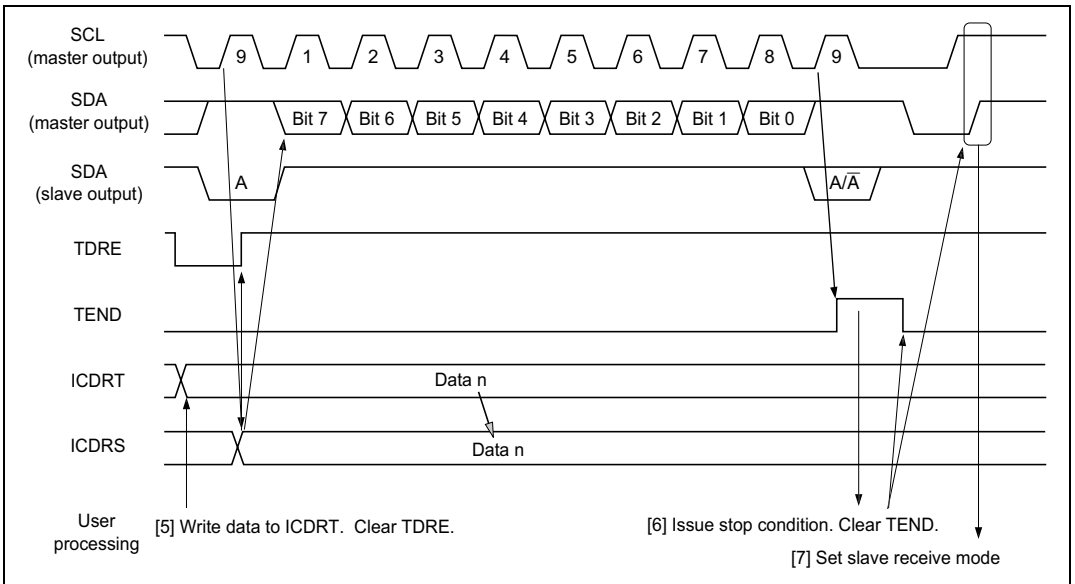 SCL
(master output)
9 1 2 3 4 5 6 7 8 9
SDA
(master output)
Bit 7 Bit 6 Bit 5 Bit 4 Bit 3 Bit 2 Bit 1 Bit 0
SDA
(slave output)
A A/A̅
TDRE
TEND
ICDRT
Data n
ICDRS
Data n
User
processing
[5] Write data to ICDRT. Clear TDRE.
[6] Issue stop condition. Clear TEND.
[7] Set slave receive mode